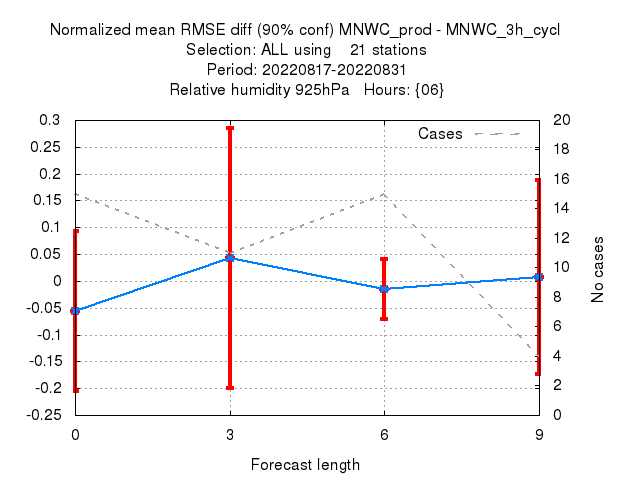 Normalized mean RMSE diff (90% conf) MNWC_prod - MNWC_3h_cycl
Selection: ALL using    21 stations
Period: 20220817-20220831
Relative humidity 925hPa   Hours: {06}
Cases
0.3
0.25
0.2
0.15
0.1
0.05
0
-0.05
-0.1
-0.15
-0.2
-0.25
20
18
16
14
12
10
8
6
4
2
0
No cases
0 3 6 9
Forecast length